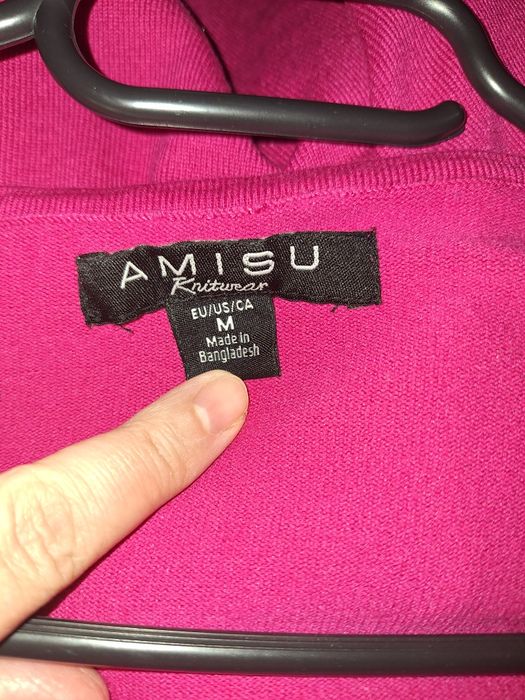 AMISU
Knitwear
EU/US/CA
M
Made in
Bangladesh